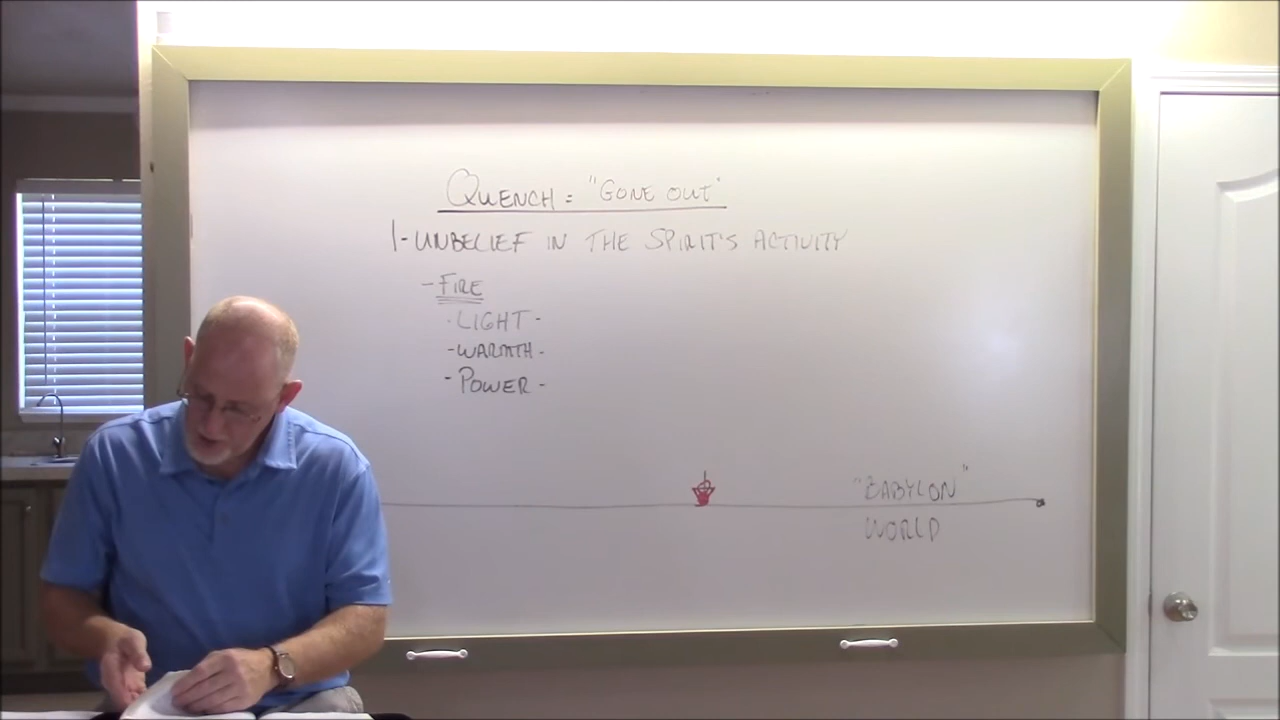 QUENCH = "GONE OUT"
1-UNBELIEF IN THE SPIRIT'S ACTIVITY
-FIRE
-LIGHT-
-WARMTH-
-POWER-
"BABYLON"
WORLD